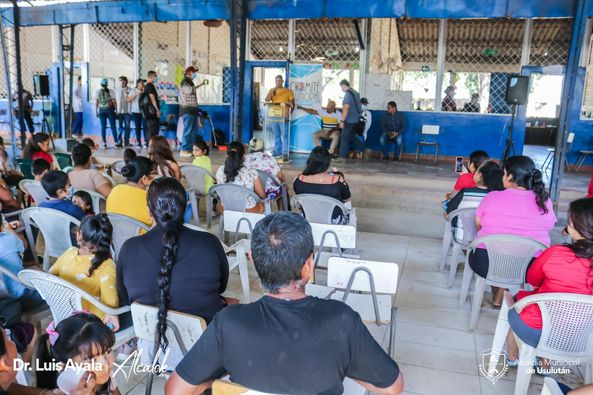 Dr. Luis Ayala Alcalde
Alcaldía Municipal
de Usulután